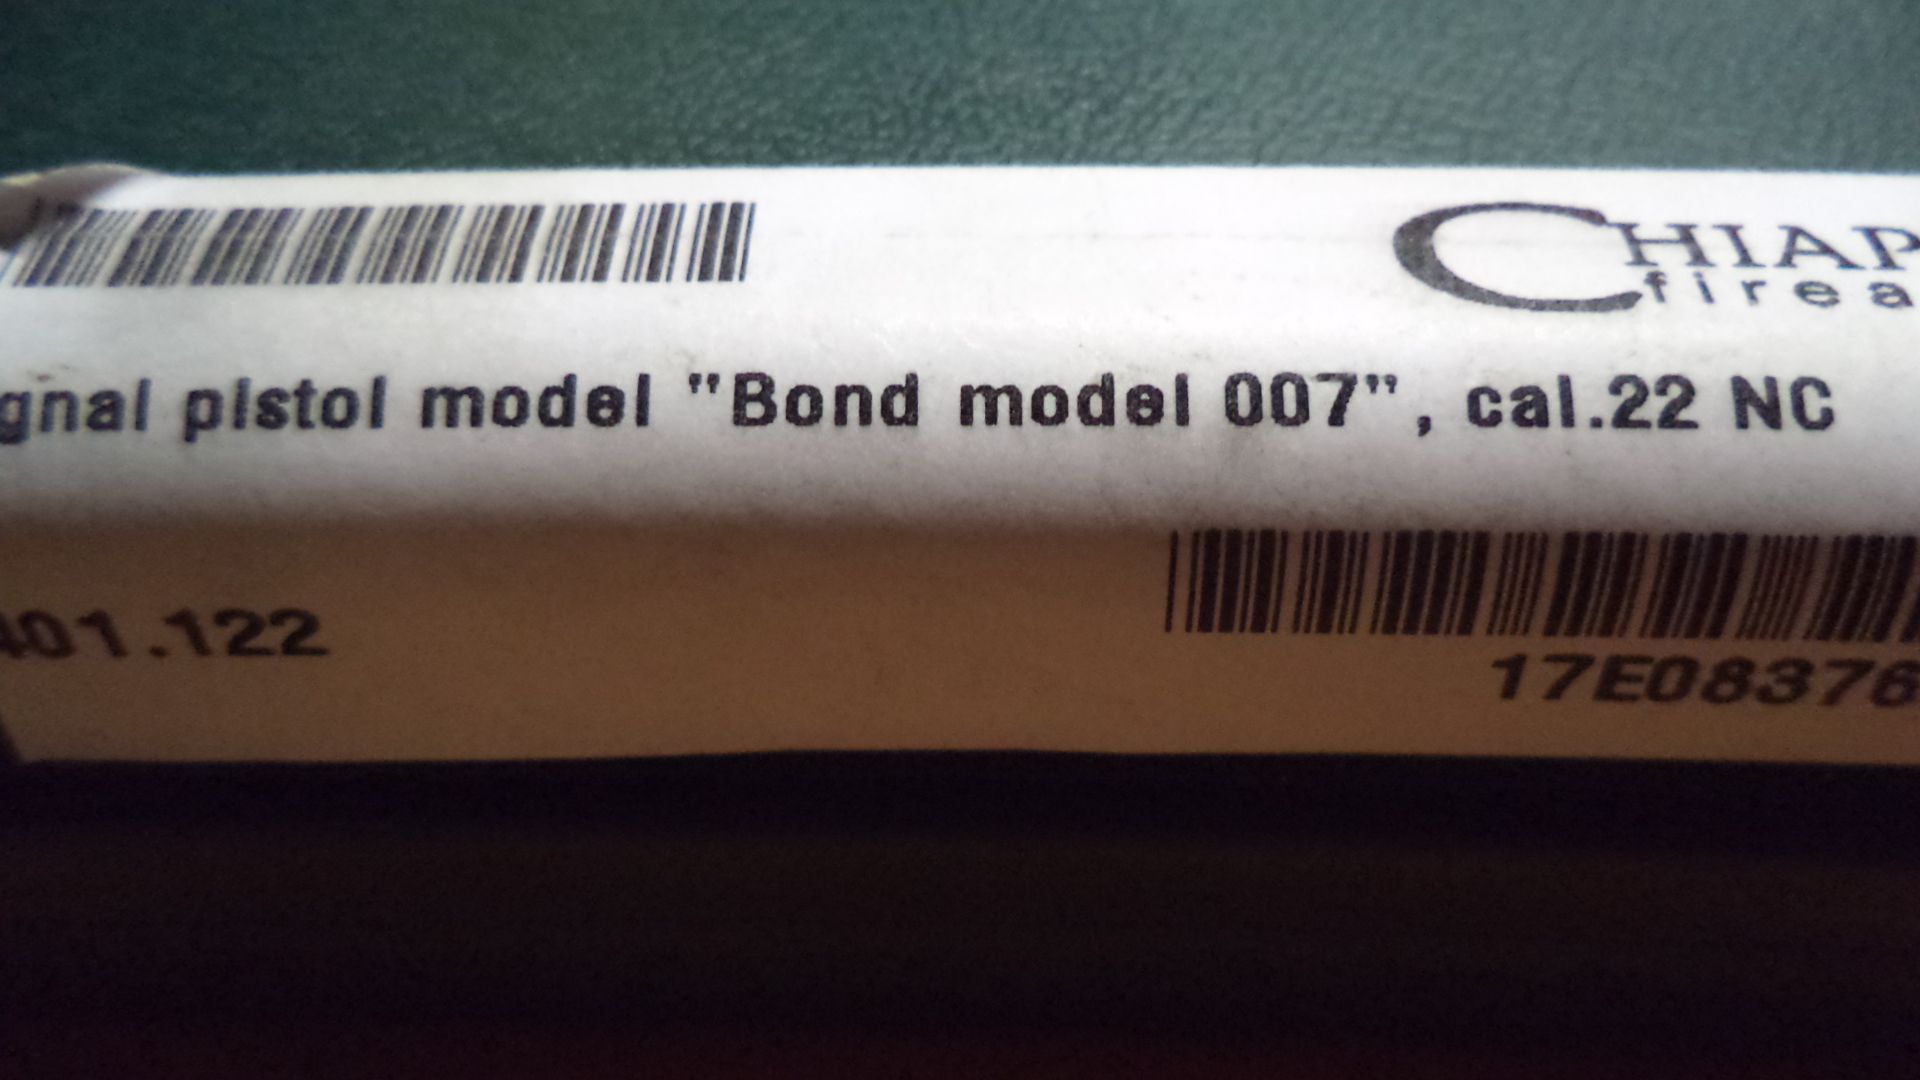 CHIAP
firea
gnal pistol model "Bond model 007", cal.22 NC
401.122
17E08376